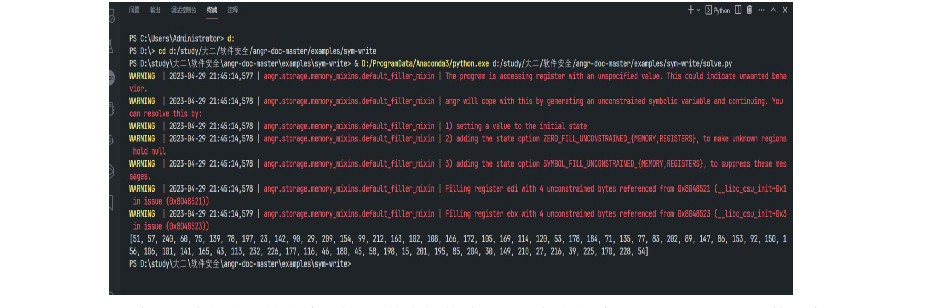 问题 输出 调试控制台 终端 注释
Python
PS C:\Users\Administrator> d:
PS D:\> cd d:/study/大二/软件安全/angr-doc-master/examples/sym-write
PS D:\study\大二\软件安全\angr-doc-master\examples\sym-write> & D:/ProgramData/Anaconda3/python.exe d:/study/大二/软件安全/angr-doc-master/examples/sym-write/solve.py
WARNING | 2023-04-29 21:45:14,577 | angr.storage.memory_mixins.default_filler_mixin | The program is accessing register with an unspecified value. This could indicate unwanted beha
vior.
WARNING | 2023-04-29 21:45:14,578 | angr.storage.memory_mixins.default_filler_mixin | angr will cope with this by generating an unconstrained symbolic variable and continuing. You
can resolve this by:
WARNING | 2023-04-29 21:45:14,578 | angr.storage.memory_mixins.default_filler_mixin | 1) setting a value to the initial state
WARNING | 2023-04-29 21:45:14,578 | angr.storage.memory_mixins.default_filler_mixin | 2) adding the state option ZERO_FILL_UNCONSTRAINED_{MEMORY,REGISTERS}, to make unknown regions
hold null
WARNING | 2023-04-29 21:45:14,578 | angr.storage.memory_mixins.default_filler_mixin | 3) adding the state option SYMBOL_FILL_UNCONSTRAINED_{MEMORY,REGISTERS}, to suppress these mes
sages.
WARNING | 2023-04-29 21:45:14,578 | angr.storage.memory_mixins.default_filler_mixin | Filling register edi with 4 unconstrained bytes referenced from 0x8048521 (__libc_csu_init+0x1
in issue (0x8048521))
WARNING | 2023-04-29 21:45:14,579 | angr.storage.memory_mixins.default_filler_mixin | Filling register ebx with 4 unconstrained bytes referenced from 0x8048523 (__libc_csu_init+0x3
in issue (0x8048523))
[51, 57, 240, 60, 75, 139, 78, 197, 23, 142, 90, 29, 209, 154, 99, 212, 163, 102, 108, 166, 172, 105, 169, 114, 120, 53, 178, 184, 71, 135, 77, 83, 202, 89, 147, 86, 153, 92, 150, 1
56, 106, 101, 141, 165, 43, 113, 232, 226, 177, 116, 46, 180, 45, 58, 198, 15, 201, 195, 85, 204, 30, 149, 210, 27, 216, 39, 225, 170, 228, 54]
PS D:\study\大二\软件安全\angr-doc-master\examples\sym-write>